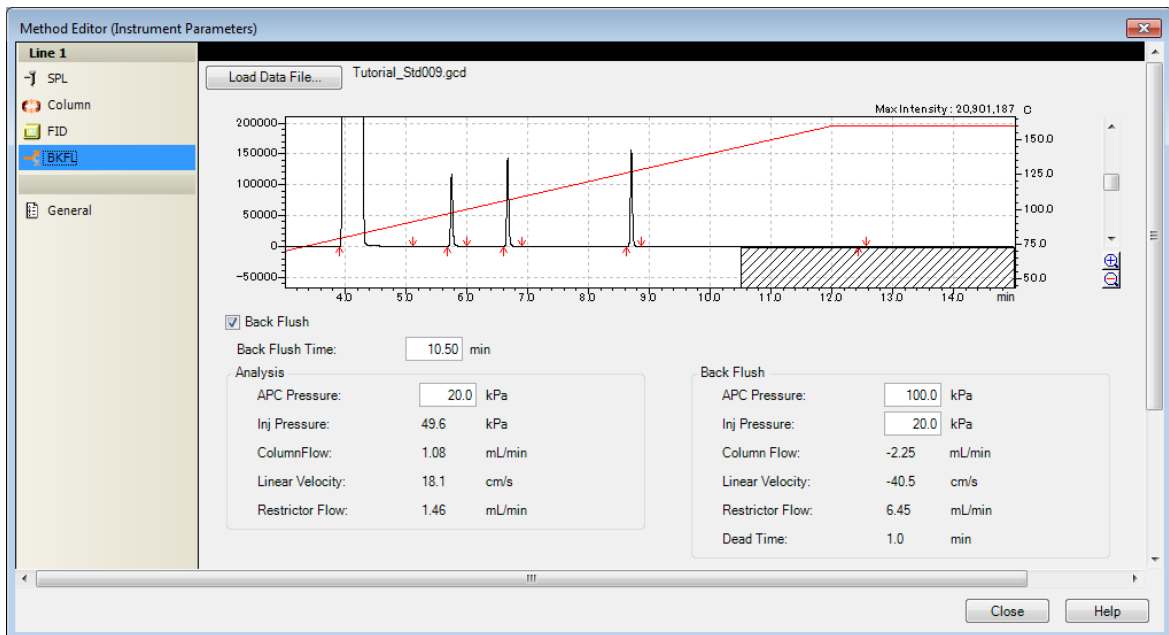 Method Editor (Instrument Parameters)
Line 1
SPL
Column
FID
BKFL
General
Load Data File... Tutorial_Std009.gcd
Max Intensity : 20,901,187 C
200000
150000
100000
50000
0
-50000
150.0
125.0
100.0
75.0
50.0
4.0 5.0 6.0 7.0 8.0 9.0 10.0 11.0 12.0 13.0 14.0 min
Back Flush
Back Flush Time: 10.50 min
Analysis
APC Pressure: 20.0 kPa
Inj Pressure: 49.6 kPa
ColumnFlow: 1.08 mL/min
Linear Velocity: 18.1 cm/s
Restrictor Flow: 1.46 mL/min
Back Flush
APC Pressure: 100.0 kPa
Inj Pressure: 20.0 kPa
Column Flow: -2.25 mL/min
Linear Velocity: -40.5 cm/s
Restrictor Flow: 6.45 mL/min
Dead Time: 1.0 min
Close Help